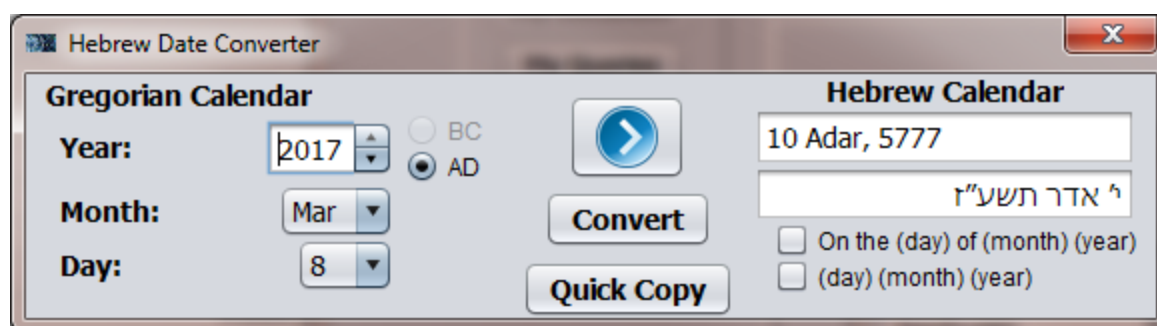 Hebrew Date Converter
Gregorian Calendar
Year:
2017
BC
AD
Month:
Mar
Day:
8
Convert
Quick Copy
Hebrew Calendar
10 Adar, 5777
י' אדר תשע"ז
On the (day) of (month) (year)
(day) (month) (year)